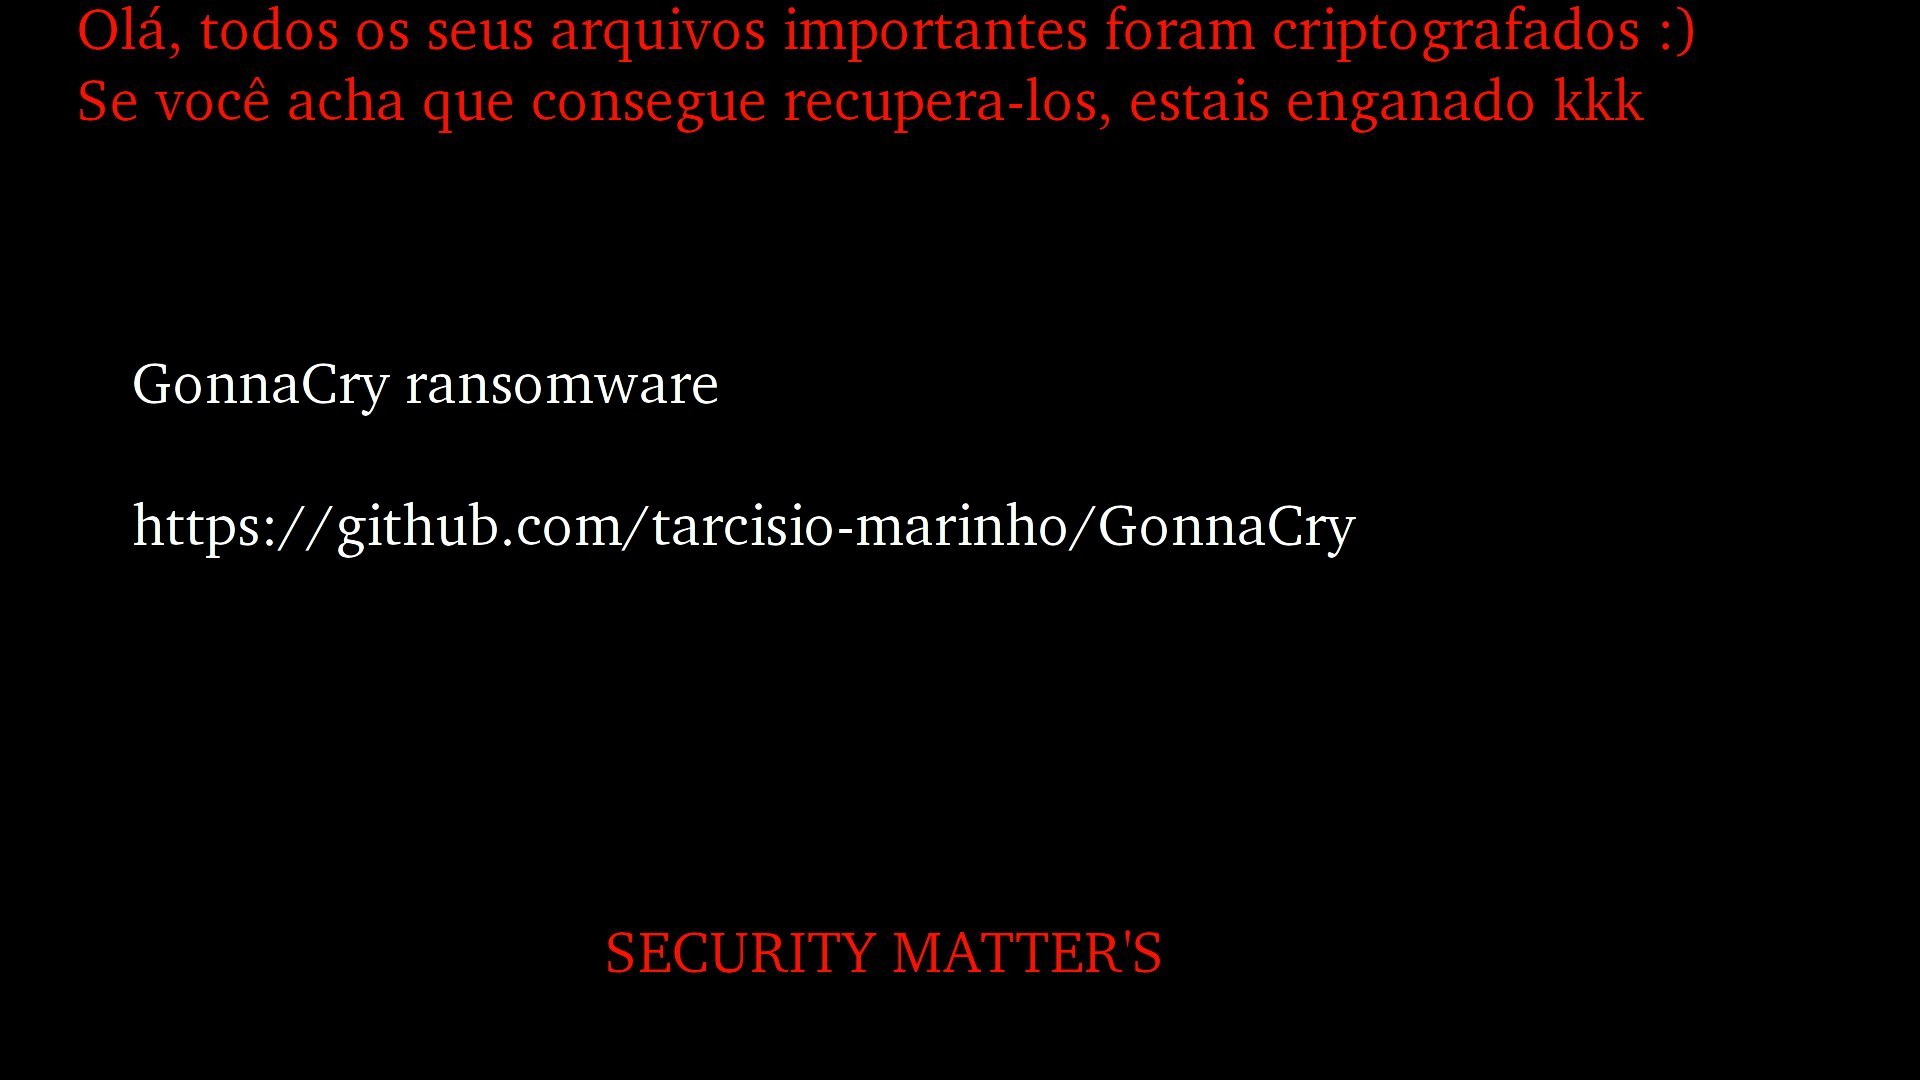 Olá, todos os seus arquivos importantes foram criptografados :)
Se você acha que consegue recupera-los, estais enganado kkk
GonnaCry ransomware
https://github.com/tarcisio-marinho/GonnaCry
SECURITY MATTER'S